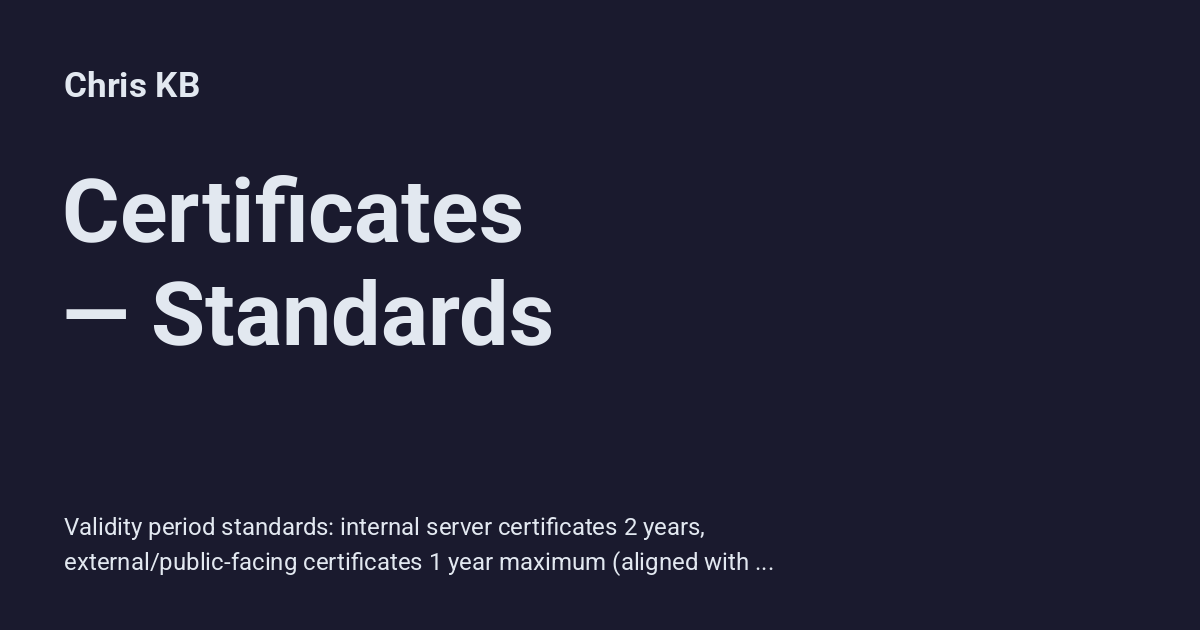 Chris KB
Certificates
— Standards
Validity period standards: internal server certificates 2 years,
external/public-facing certificates 1 year maximum (aligned with ...